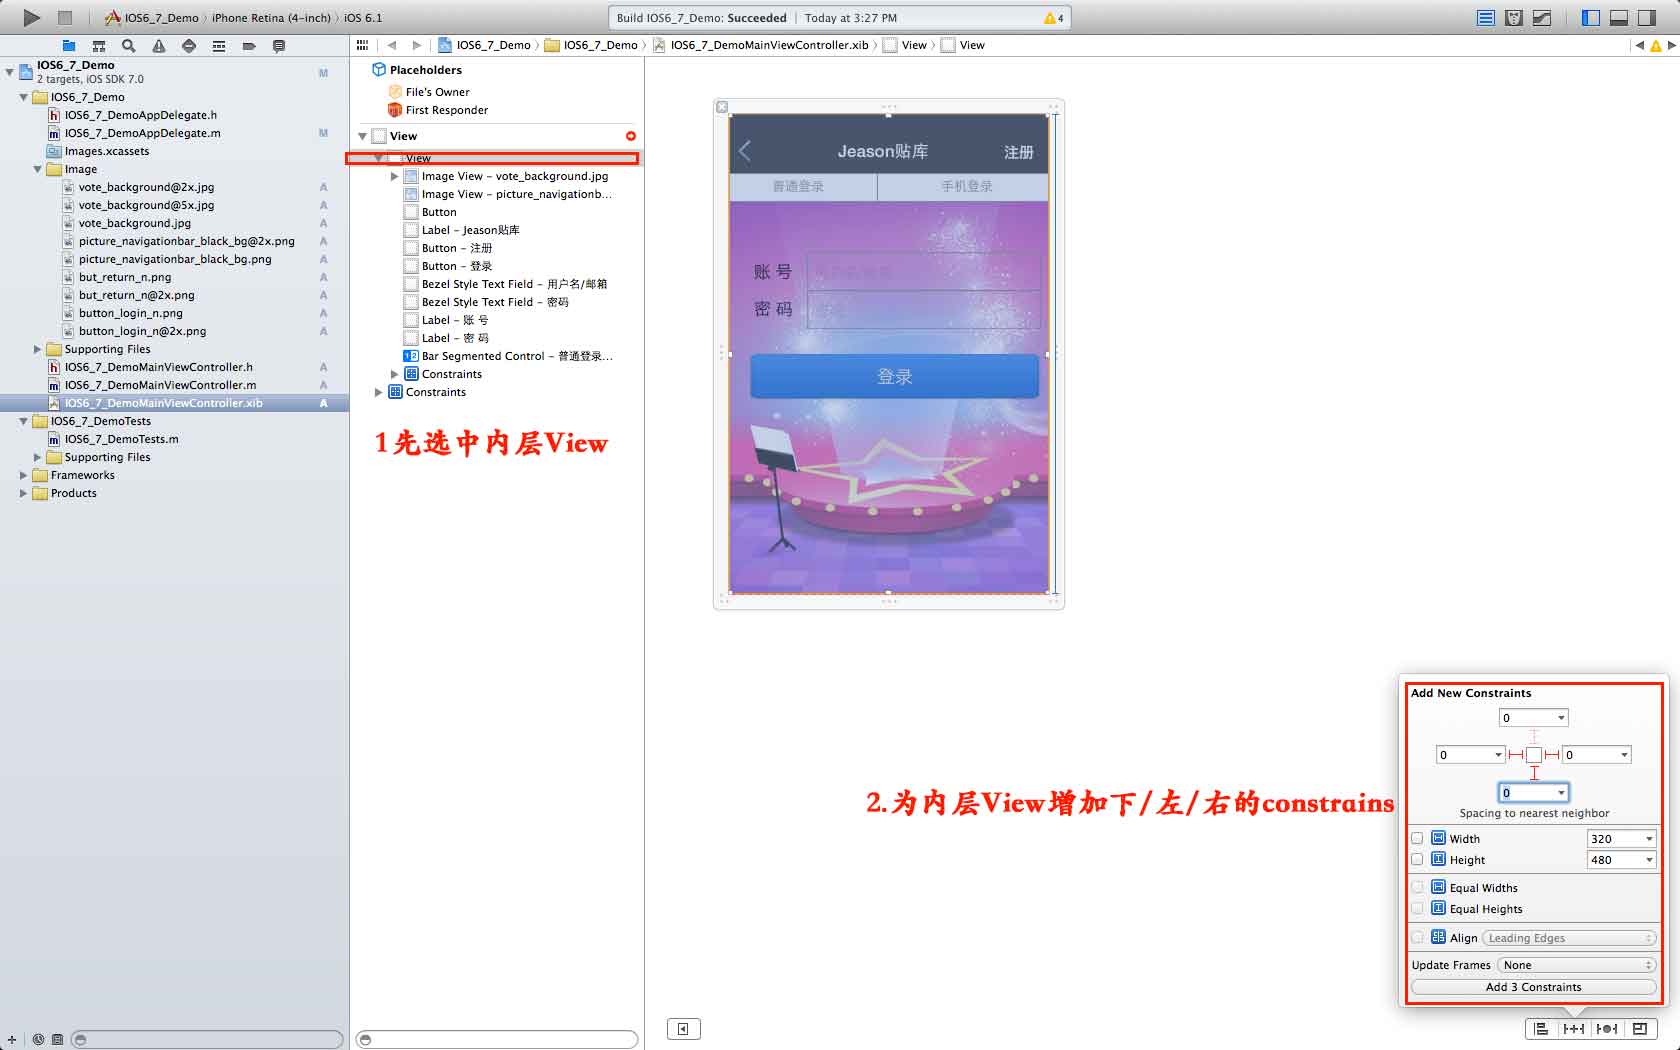 IOS6_7_Demo › iPhone Retina (4-inch) › iOS 6.1
Build IOS6_7_Demo: Succeeded | Today at 3:27 PM
4
IOS6_7_Demo › IOS6_7_Demo › IOS6_7_DemoMainViewController.xib › View › View
IOS6_7_Demo
2 targets, iOS SDK 7.0
M
IOS6_7_Demo
IOS6_7_DemoAppDelegate.h
IOS6_7_DemoAppDelegate.m M
Images.xcassets
Image
vote_background@2x.jpg A
vote_background@5x.jpg A
vote_background.jpg A
picture_navigationbar_black_bg@2x.png A
picture_navigationbar_black_bg.png A
but_return_n.png A
but_return_n@2x.png A
button_login_n.png A
button_login_n@2x.png A
Supporting Files
IOS6_7_DemoMainViewController.h A
IOS6_7_DemoMainViewController.m A
IOS6_7_DemoMainViewController.xib A
IOS6_7_DemoTests
IOS6_7_DemoTests.m
Supporting Files
Frameworks
Products
Placeholders
File's Owner
First Responder
View
View
Image View – vote_background.jpg
Image View – picture_navigationb...
Button
Label – Jeason贴库
Button – 注册
Button – 登录
Bezel Style Text Field – 用户名/邮箱
Bezel Style Text Field – 密码
Label – 账 号
Label – 密 码
Bar Segmented Control – 普通登录...
Constraints
Constraints
1先选中内层View
Jeason贴库
注册
普通登录
手机登录
账 号
密 码
登录
2.为内层View增加下/左/右的constrains
Add New Constraints
0
0
0
0
Spacing to nearest neighbor
Width 320
Height 480
Equal Widths
Equal Heights
Align Leading Edges
Update Frames None
Add 3 Constraints